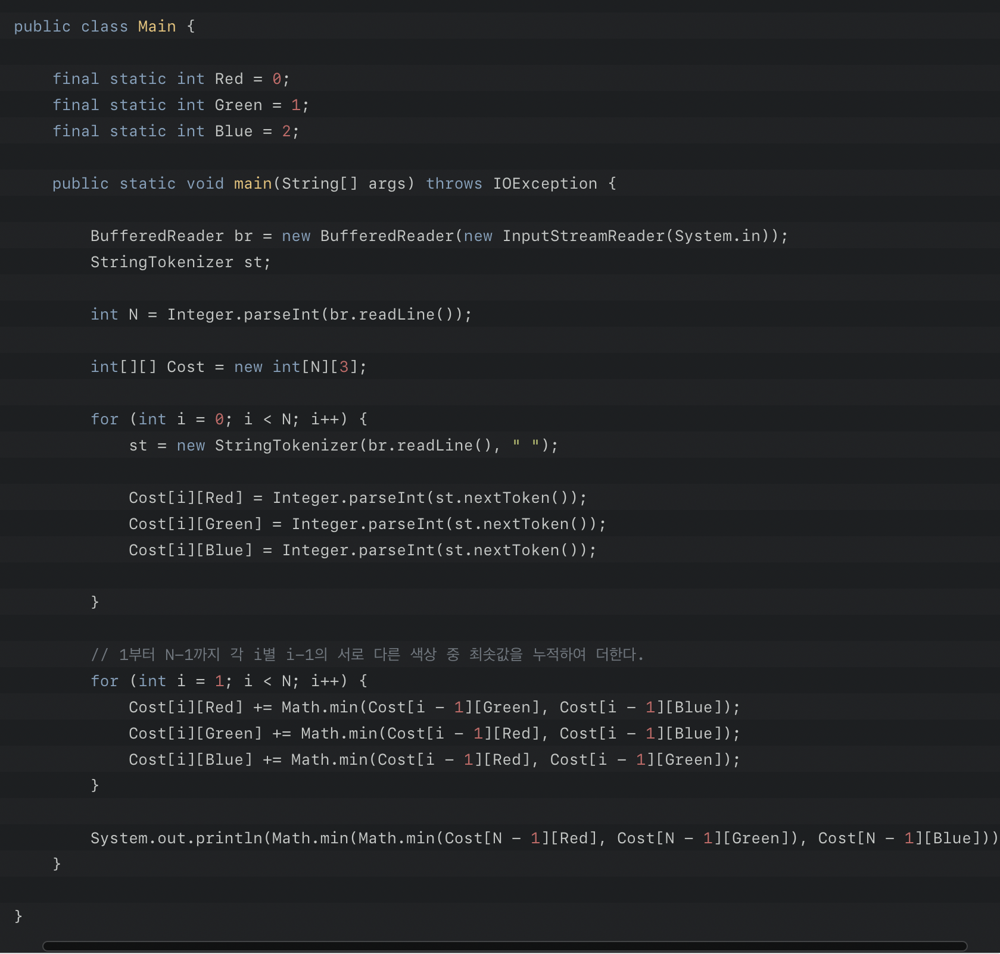 public class Main {
    final static int Red = 0;
    final static int Green = 1;
    final static int Blue = 2;
    public static void main(String[] args) throws IOException {
        BufferedReader br = new BufferedReader(new InputStreamReader(System.in));
        StringTokenizer st;
        int N = Integer.parseInt(br.readLine());
        int[][] Cost = new int[N][3];
        for (int i = 0; i < N; i++) {
            st = new StringTokenizer(br.readLine(), " ");
            Cost[i][Red] = Integer.parseInt(st.nextToken());
            Cost[i][Green] = Integer.parseInt(st.nextToken());
            Cost[i][Blue] = Integer.parseInt(st.nextToken());
        }
        // 1부터 N-1까지 각 i별 i-1의 서로 다른 색상 중 최솟값을 누적하여 더한다.
        for (int i = 1; i < N; i++) {
            Cost[i][Red] += Math.min(Cost[i - 1][Green], Cost[i - 1][Blue]);
            Cost[i][Green] += Math.min(Cost[i - 1][Red], Cost[i - 1][Blue]);
            Cost[i][Blue] += Math.min(Cost[i - 1][Red], Cost[i - 1][Green]);
        }
        System.out.println(Math.min(Math.min(Cost[N - 1][Red], Cost[N - 1][Green]), Cost[N - 1][Blue]))
    }
}